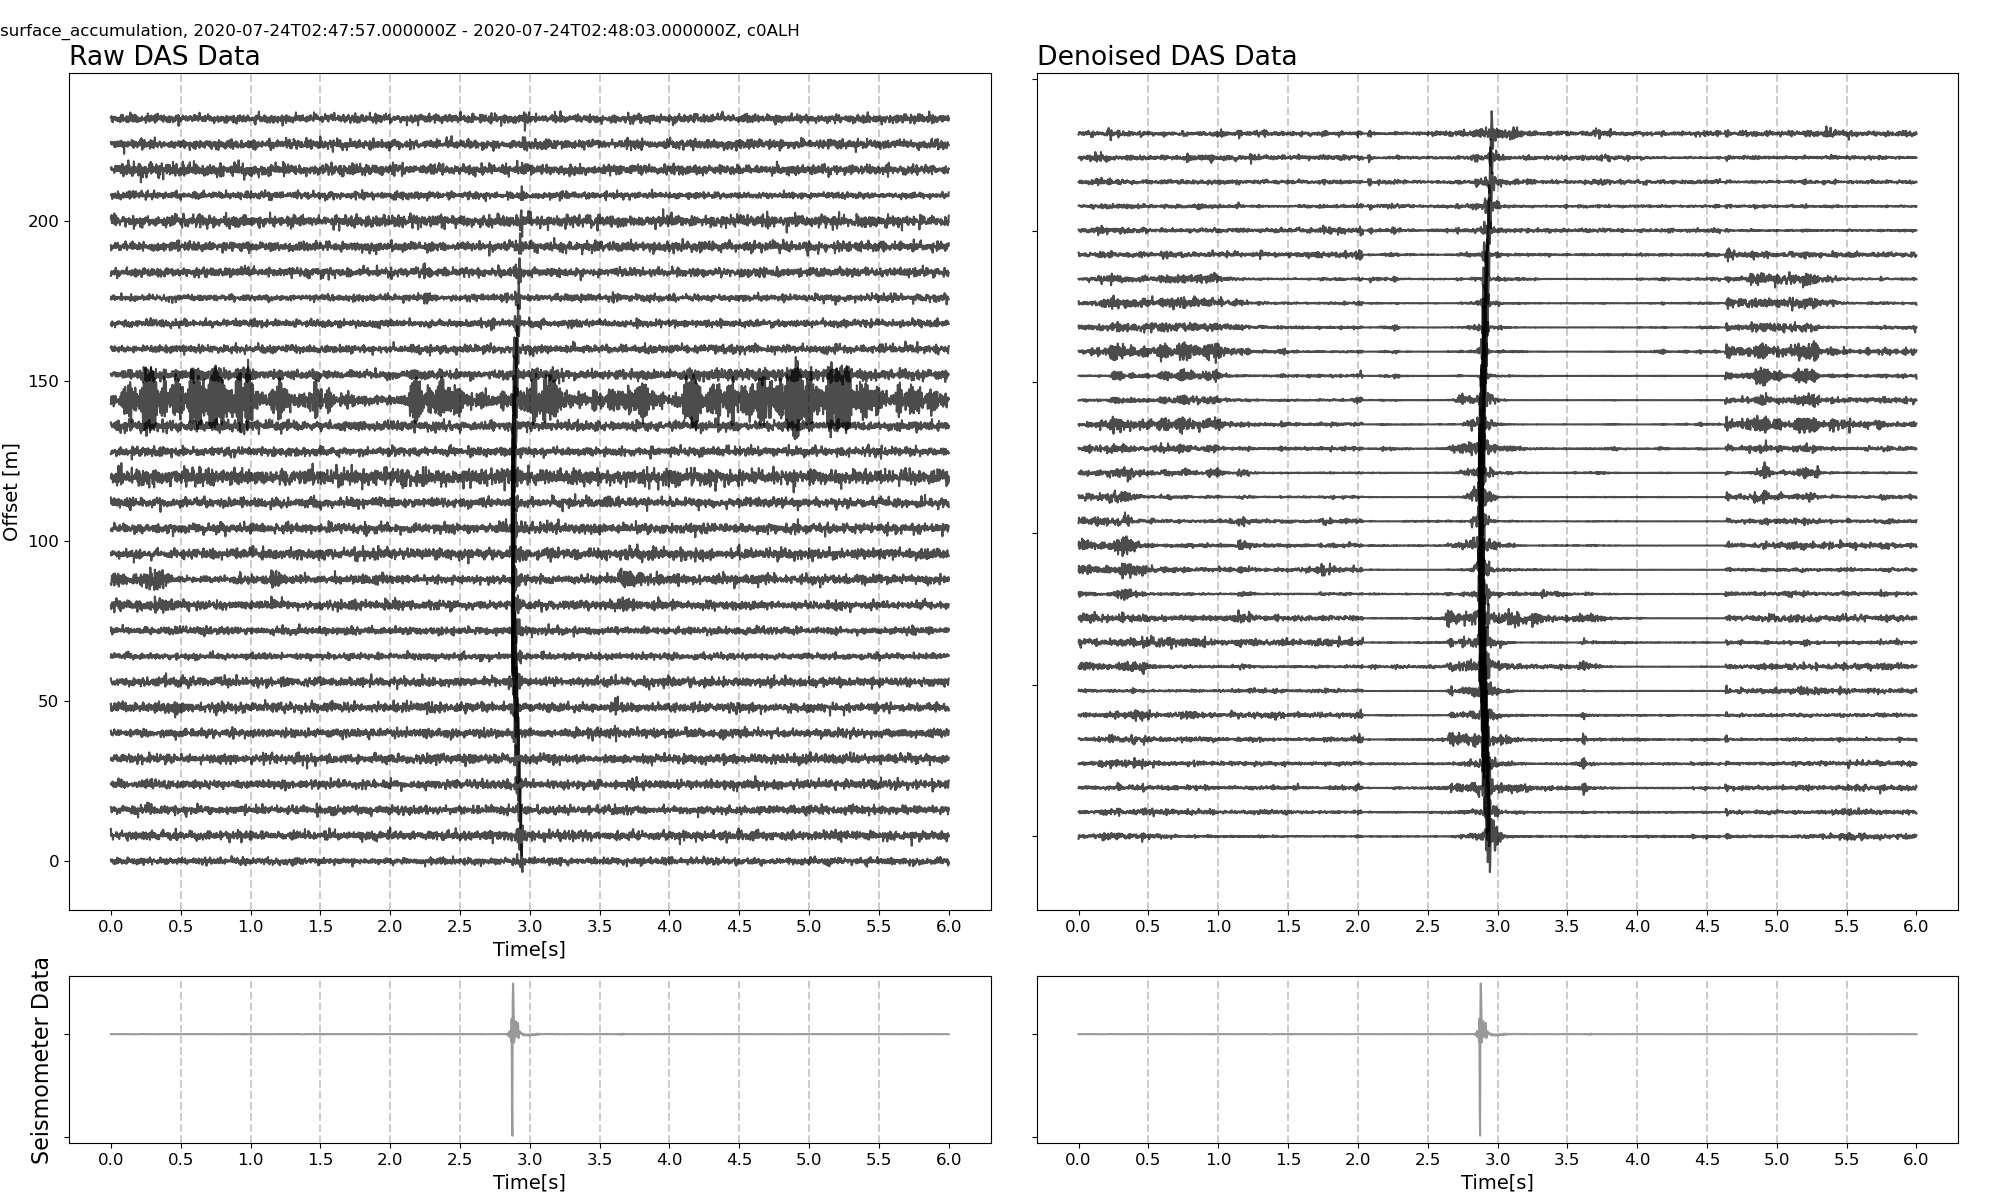 surface_accumulation, 2020-07-24T02:47:57.000000Z - 2020-07-24T02:48:03.000000Z, c0ALH
Raw DAS Data
Denoised DAS Data
Offset [m]
200
150
100
50
0
0.0 0.5 1.0 1.5 2.0 2.5 3.0 3.5 4.0 4.5 5.0 5.5 6.0
Time[s]
0.0 0.5 1.0 1.5 2.0 2.5 3.0 3.5 4.0 4.5 5.0 5.5 6.0
Seismometer Data
0.0 0.5 1.0 1.5 2.0 2.5 3.0 3.5 4.0 4.5 5.0 5.5 6.0
Time[s]
0.0 0.5 1.0 1.5 2.0 2.5 3.0 3.5 4.0 4.5 5.0 5.5 6.0
Time[s]